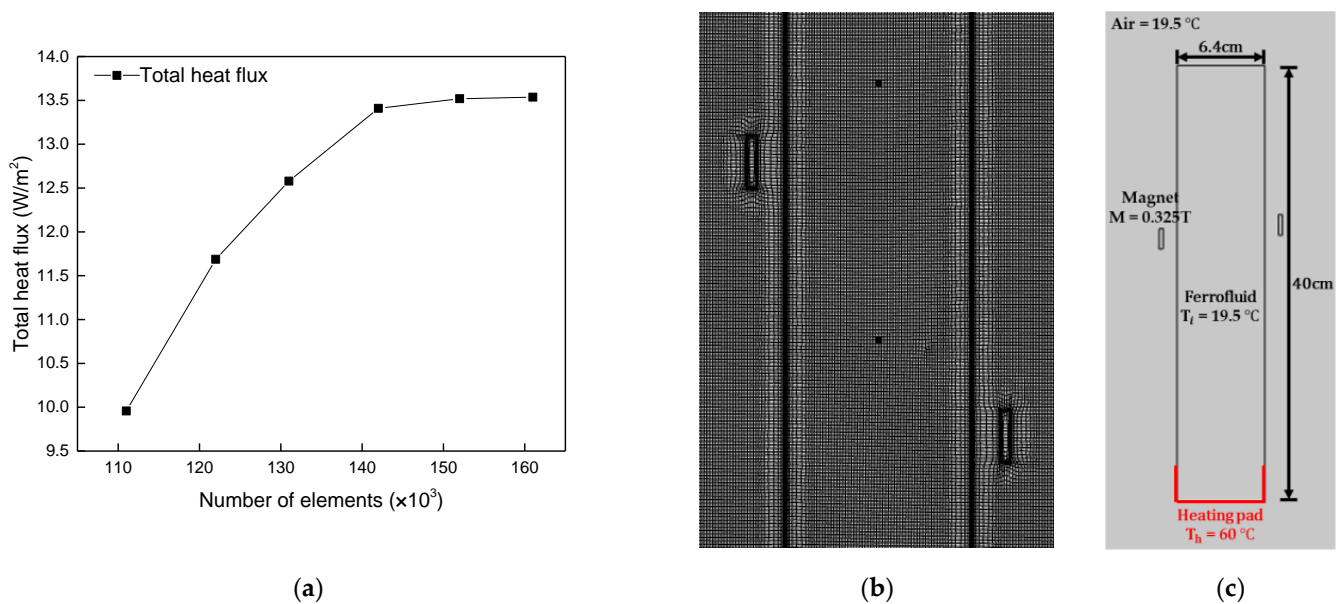 14.0
13.5
13.0
12.5
12.0
11.5
11.0
10.5
10.0
9.5
Total heat flux (W/m²)
Total heat flux
110 120 130 140 150 160
Number of elements (×10³)
(a)
(b)
Air = 19.5 °C
6.4cm
Magnet
M = 0.325T
40cm
Ferrofluid
Tᵢ = 19.5 °C
Heating pad
Tₕ = 60 °C
(c)